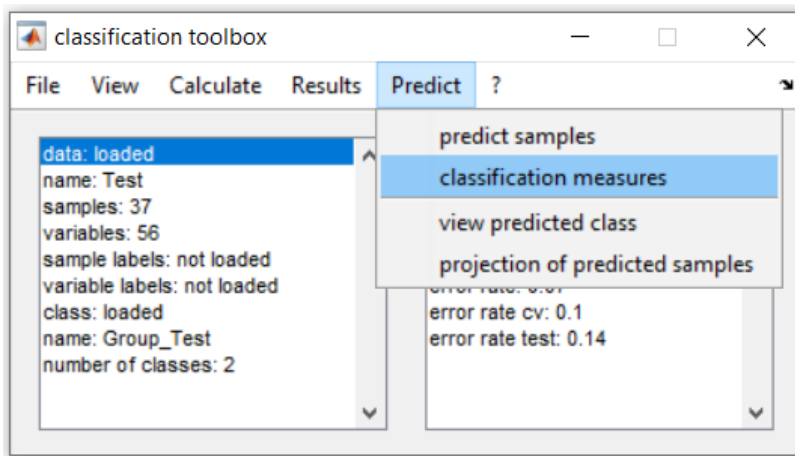 classification toolbox
File View Calculate Results Predict ?
predict samples
classification measures
view predicted class
projection of predicted samples
data: loaded
name: Test
samples: 37
variables: 56
sample labels: not loaded
variable labels: not loaded
class: loaded
name: Group_Test
number of classes: 2
error rate cv: 0.1
error rate test: 0.14